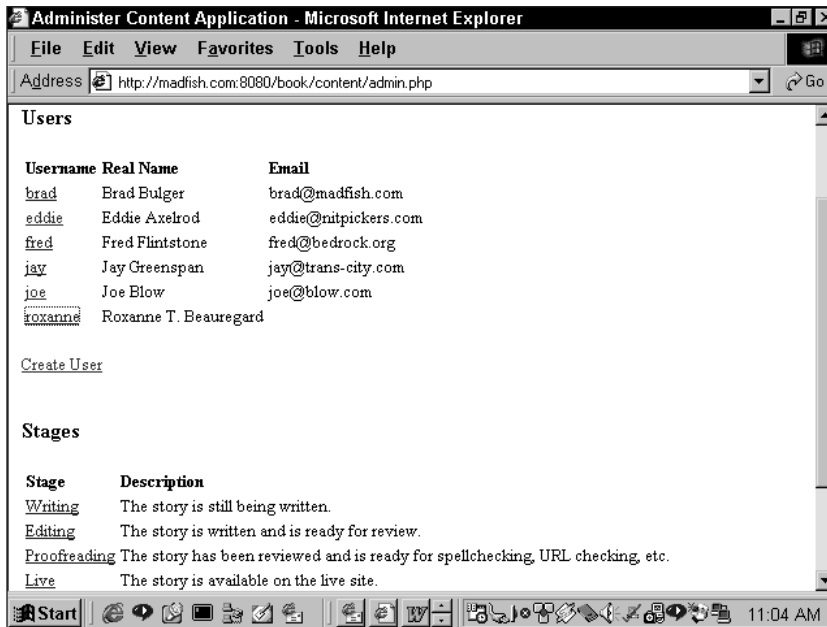 Administer Content Application - Microsoft Internet Explorer
File Edit View Favorites Tools Help
Address http://madfish.com:8080/book/content/admin.php Go
Users
Username Real Name Email
brad Brad Bulger brad@madfish.com
eddie Eddie Axelrod eddie@nitpickers.com
fred Fred Flintstone fred@bedrock.org
jay Jay Greenspan jay@trans-city.com
joe Joe Blow joe@blow.com
roxanne Roxanne T. Beauregard
Create User
Stages
Stage Description
Writing The story is still being written.
Editing The story is written and is ready for review.
Proofreading The story has been reviewed and is ready for spellchecking, URL checking, etc.
Live The story is available on the live site.
Start 11:04 AM